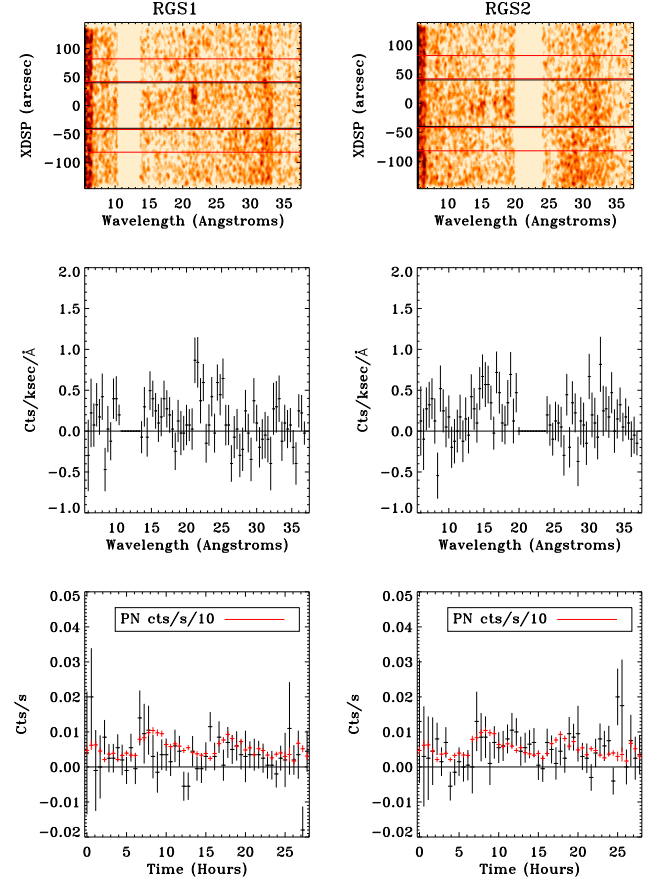 RGS1
RGS2
XDSP (arcsec)
100
50
0
−50
−100
10 15 20 25 30 35
Wavelength (Angstroms)
XDSP (arcsec)
100
50
0
−50
−100
10 15 20 25 30 35
Wavelength (Angstroms)
Cts/ksec/Å
2.0
1.5
1.0
0.5
0.0
−0.5
−1.0
10 15 20 25 30 35
Wavelength (Angstroms)
Cts/ksec/Å
2.0
1.5
1.0
0.5
0.0
−0.5
−1.0
10 15 20 25 30 35
Wavelength (Angstroms)
Cts/s
0.05
0.04
0.03
0.02
0.01
0.00
−0.01
−0.02
PN cts/s/10
0 5 10 15 20 25
Time (Hours)
Cts/s
0.05
0.04
0.03
0.02
0.01
0.00
−0.01
−0.02
PN cts/s/10
0 5 10 15 20 25
Time (Hours)